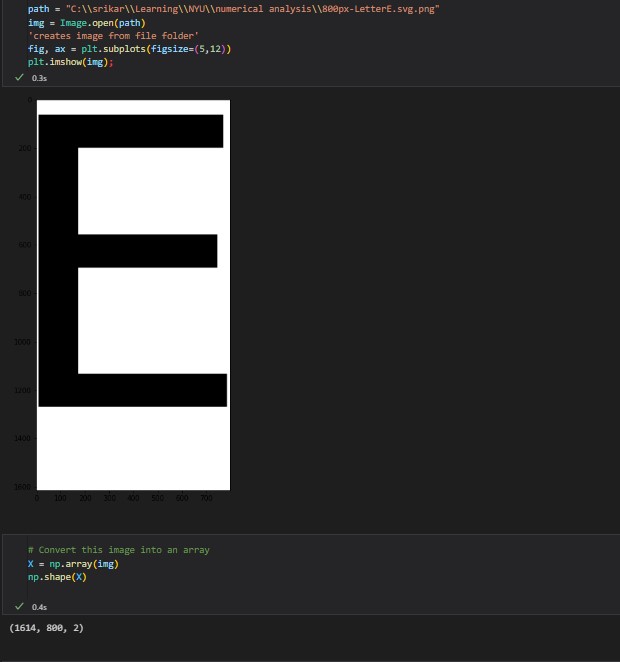 path = "C:\\srikar\\Learning\\NYU\\numerical analysis\\800px-LetterE.svg.png"
img = Image.open(path)
'creates image from file folder'
fig, ax = plt.subplots(figsize=(5,12))
plt.imshow(img);
0.3s
0
200
400
600
800
1000
1200
1400
1600
E
0 100 200 300 400 500 600 700
# Convert this image into an array
X = np.array(img)
np.shape(X)
0.4s
(1614, 800, 2)